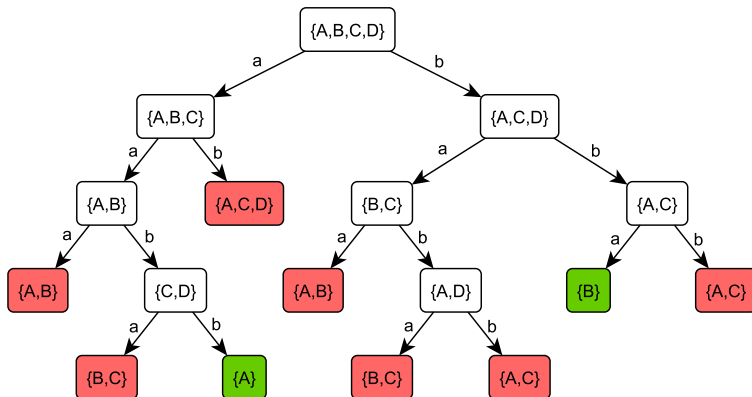 {A,B,C,D}
a
b
{A,B,C}
{A,C,D}
a
b
a
b
{A,B}
{A,C,D}
{B,C}
{A,C}
a
b
a
b
a
b
{A,B}
{C,D}
{A,B}
{A,D}
{B}
{A,C}
a
b
a
b
{B,C}
{A}
{B,C}
{A,C}